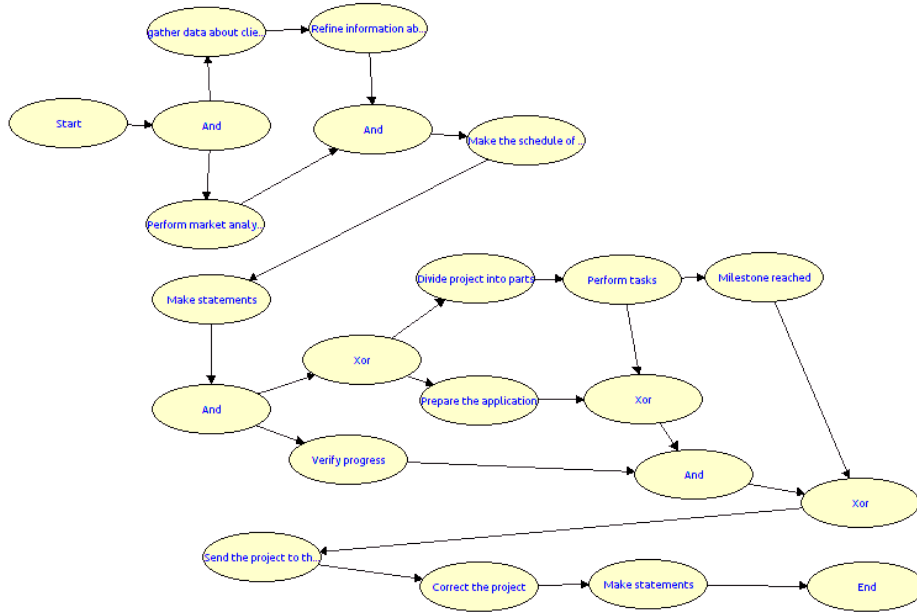 gather data about clie...
Refine information ab...
Start
And
And
Make the schedule of ...
Perform market analy...
Make statements
Divide project into parts
Perform tasks
Milestone reached
Xor
And
Prepare the application
Xor
Verify progress
And
Xor
Send the project to th...
Correct the project
Make statements
End